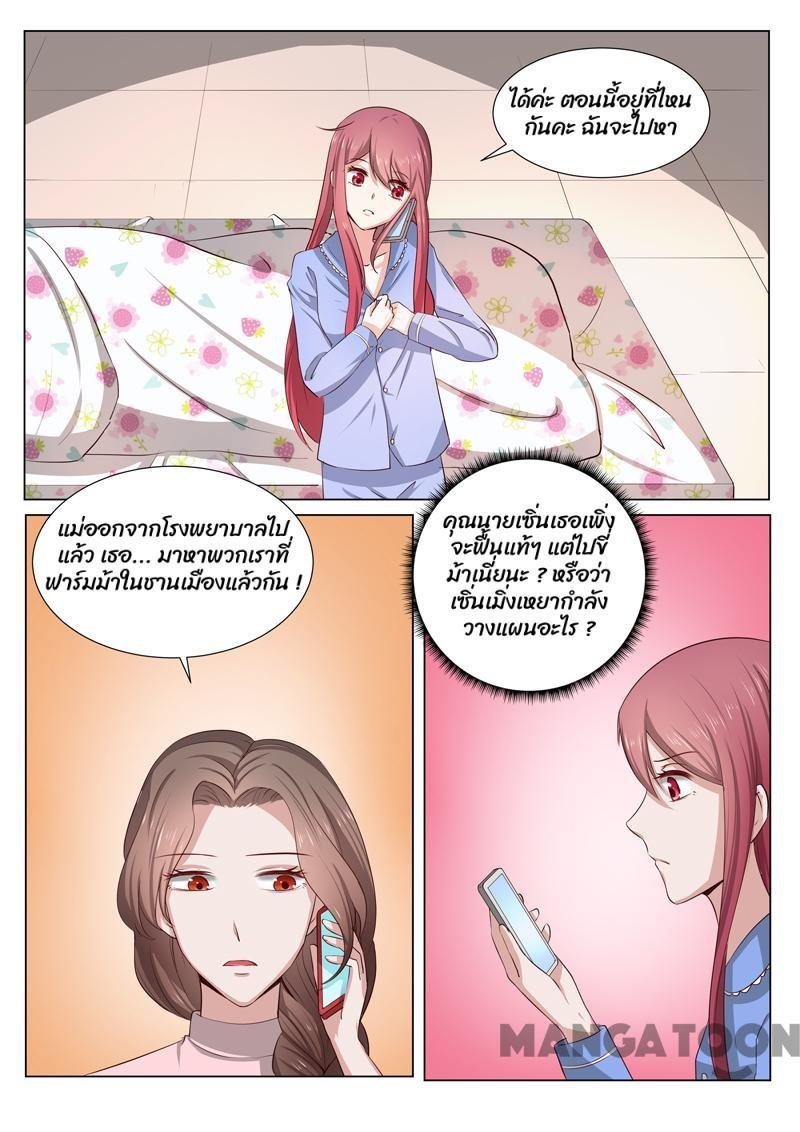 ได้ค่ะ ตอนนี้อยู่ที่ไหน
กันคะ ฉันจะไปหา
แม่ออกจากโรงพยาบาลไป
แล้ว เธอ... มาหาพวกเราที่
ฟาร์มม้าในชานเมืองแล้วกัน !
คุณนายเซิ่นเธอเพิ่ง
จะฟื้นแท้ๆ แต่ไปขี่
ม้าเนี่ยนะ ? หรือว่า
เซิ่นเมิ่งเหยากำลัง
วางแผนอะไร ?
MANGATOON